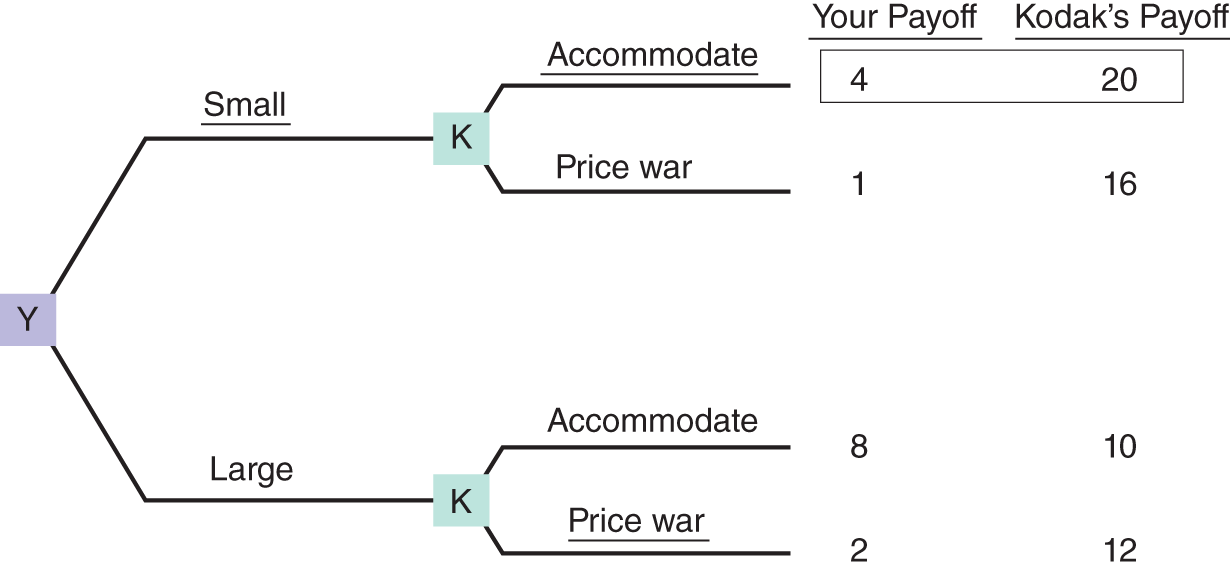 Your Payoff Kodak’s Payoff
Accommodate
4 20
Small
K
Price war
1 16
Y
Accommodate
8 10
Large
K
Price war
2 12